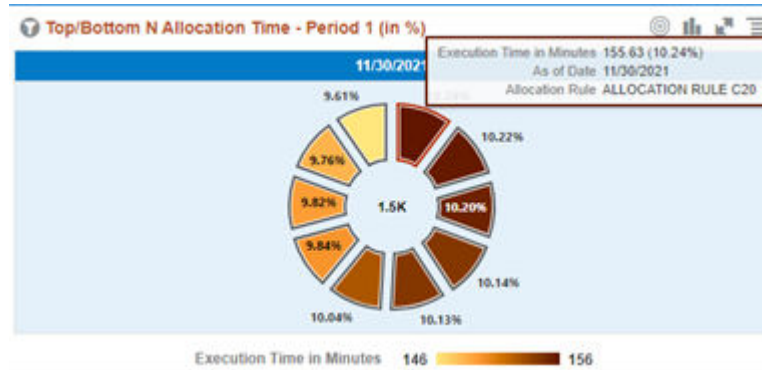 Top/Bottom N Allocation Time - Period 1 (in %)
11/30/2021
Execution Time in Minutes 155.63 (10.24%)
As of Date 11/30/2021
Allocation Rule ALLOCATION RULE C20
9.61%
10.22%
9.76%
9.82%
1.5K
10.20%
9.84%
10.14%
10.04%
10.13%
Execution Time in Minutes 146 156